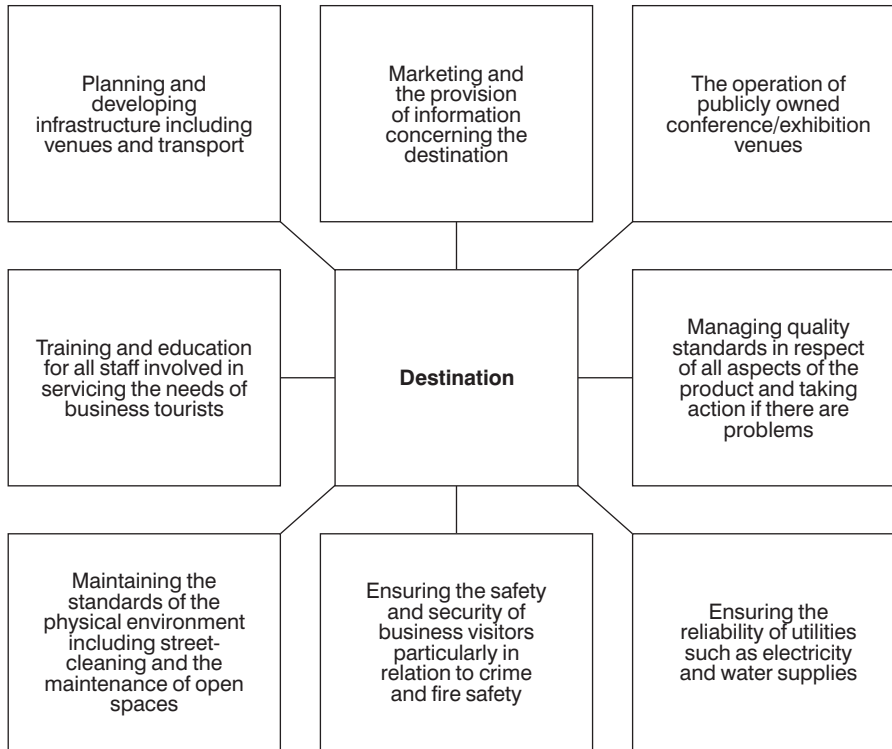 Planning and
developing
infrastructure including
venues and transport
Marketing and
the provision
of information
concerning the
destination
The operation of
publicly owned
conference/exhibition
venues
Training and education
for all staff involved in
servicing the needs of
business tourists
Destination
Managing quality
standards in respect
of all aspects of the
product and taking
action if there are
problems
Maintaining the
standards of the
physical environment
including street-
cleaning and the
maintenance of open
spaces
Ensuring the safety
and security of
business visitors
particularly in
relation to crime
and fire safety
Ensuring the
reliability of utilities
such as electricity
and water supplies